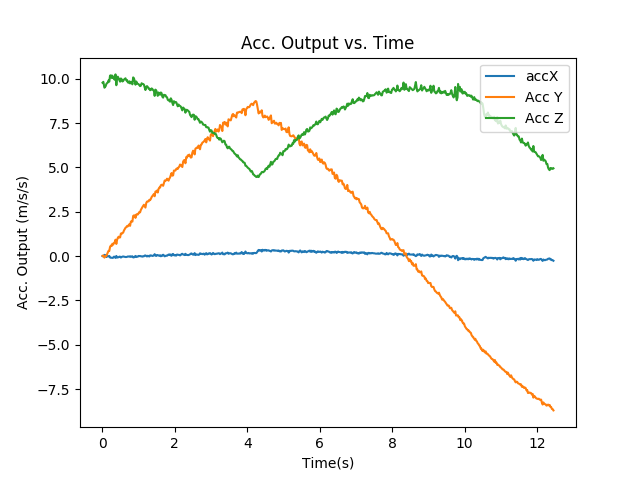 Acc. Output vs. Time
accX
Acc Y
Acc Z
10.0
7.5
5.0
2.5
0.0
−2.5
−5.0
−7.5
Acc. Output (m/s/s)
0 2 4 6 8 10 12
Time(s)